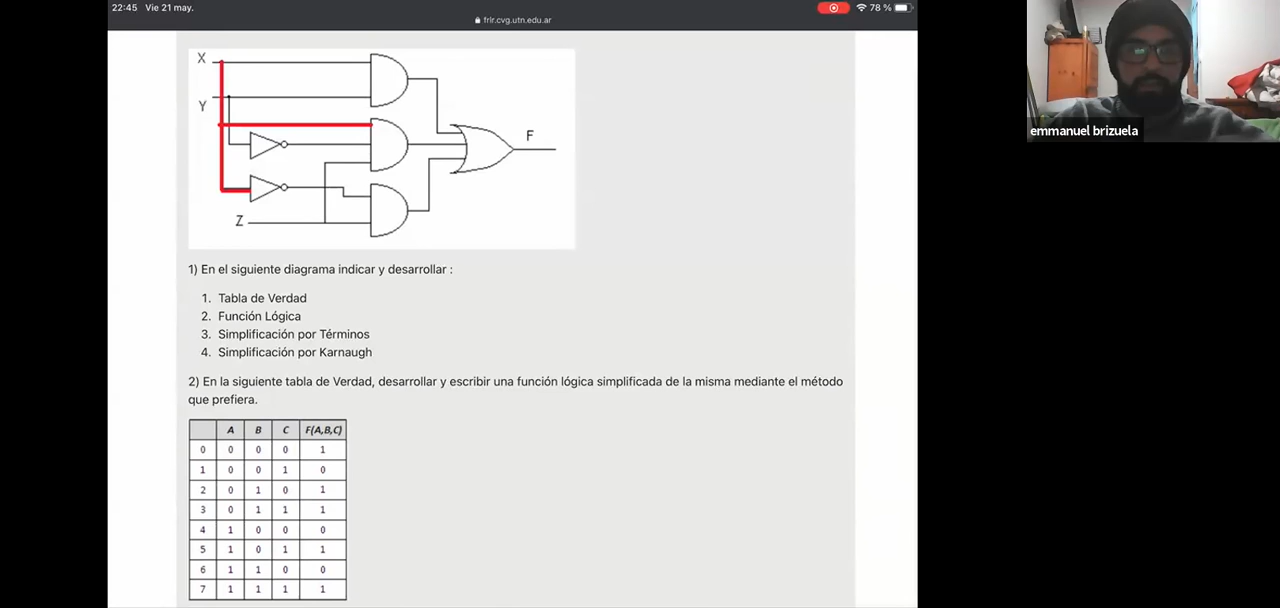 22:45 Vie 21 may.
78 %
frlr.cvg.utn.edu.ar
X
Y
Z
F
emmanuel brizuela
1) En el siguiente diagrama indicar y desarrollar :
1. Tabla de Verdad
2. Función Lógica
3. Simplificación por Términos
4. Simplificación por Karnaugh
2) En la siguiente tabla de Verdad, desarrollar y escribir una función lógica simplificada de la misma mediante el método
que prefiera.
A B C F(A,B,C)
0 0 0 0 1
1 0 0 1 0
2 0 1 0 1
3 0 1 1 1
4 1 0 0 0
5 1 0 1 1
6 1 1 0 0
7 1 1 1 1